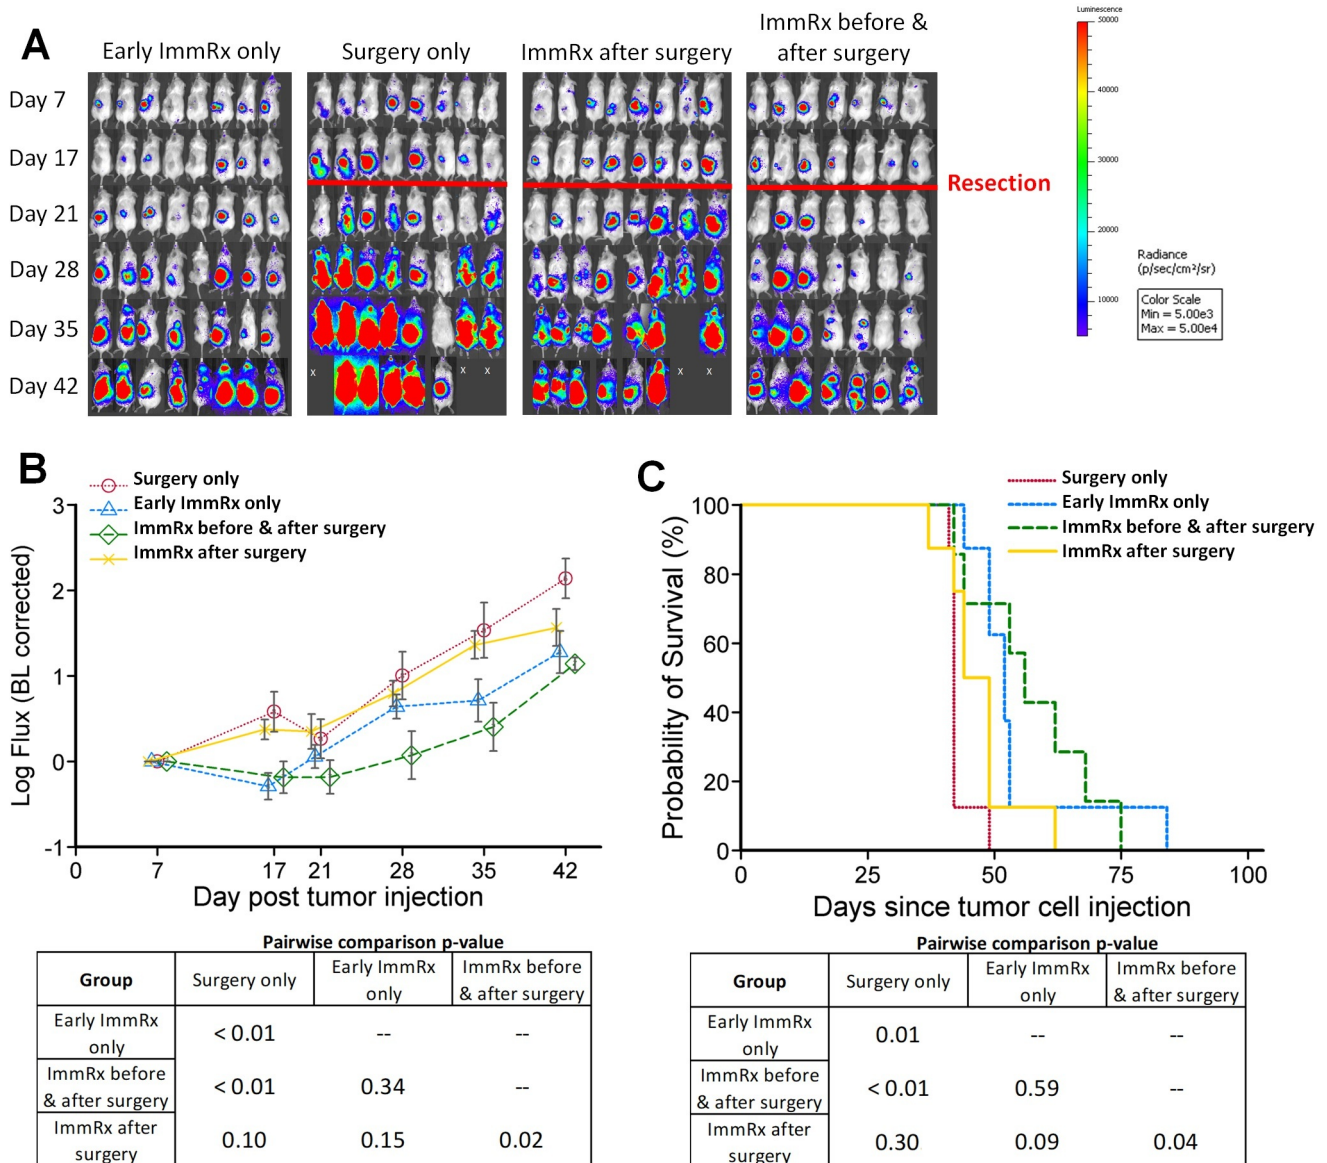 A
Early ImmRx only
Surgery only
ImmRx after surgery
ImmRx before &
after surgery
Luminescence
50000
40000
30000
20000
10000
Day 7
Day 17
Resection
Day 21
Day 28
Day 35
Day 42
x
x
x
x
x
Radiance
(p/sec/cm²/sr)
Color Scale
Min = 5.00e3
Max = 5.00e4
B
Surgery only
Early ImmRx only
ImmRx before & after surgery
ImmRx after surgery
Log Flux (BL corrected)
3
2
1
0
-1
0
7
17
21
28
35
42
Day post tumor injection
Pairwise comparison p-value
Group
Surgery only
Early ImmRx
only
ImmRx before
& after surgery
Early ImmRx
only
< 0.01
--
--
ImmRx before
& after surgery
< 0.01
0.34
--
ImmRx after
surgery
0.10
0.15
0.02
C
Surgery only
Early ImmRx only
ImmRx before & after surgery
ImmRx after surgery
Probability of Survival (%)
100
80
60
40
20
0
0
25
50
75
100
Days since tumor cell injection
Pairwise comparison p-value
Group
Surgery only
Early ImmRx
only
ImmRx before
& after surgery
Early ImmRx
only
0.01
--
--
ImmRx before
& after surgery
< 0.01
0.59
--
ImmRx after
surgery
0.30
0.09
0.04